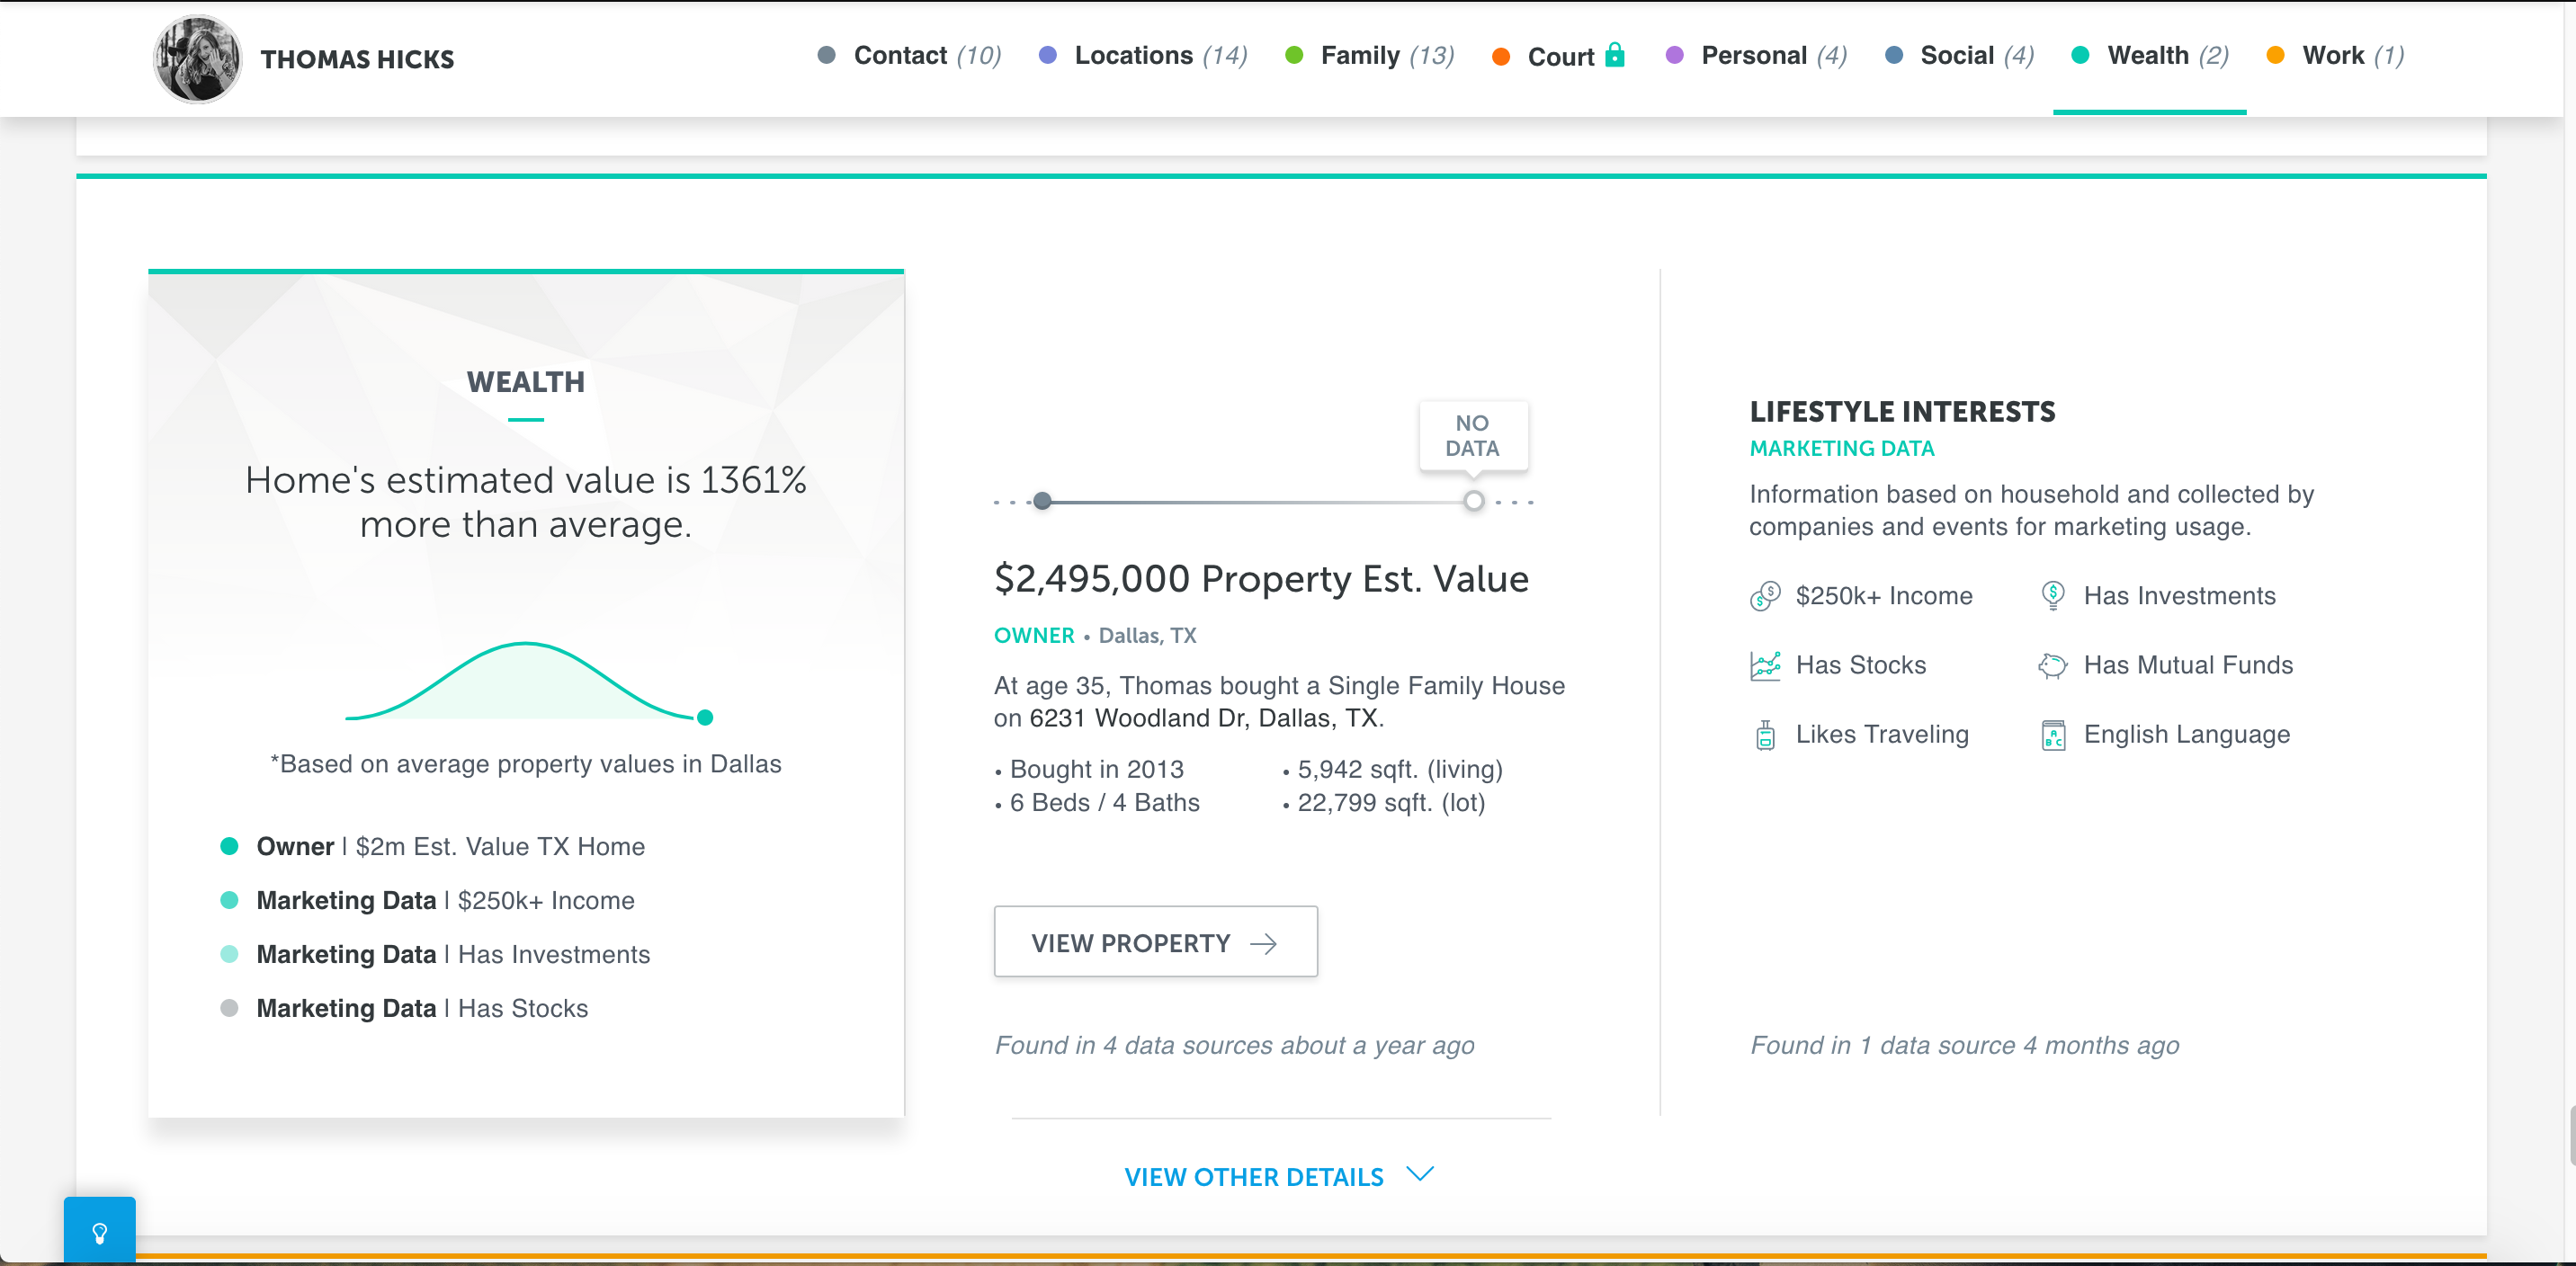 THOMAS HICKS
Contact (10)
Locations (14)
Family (13)
Court
Personal (4)
Social (4)
Wealth (2)
Work (1)
WEALTH
Home's estimated value is 1361%
more than average.
*Based on average property values in Dallas
Owner | $2m Est. Value TX Home
Marketing Data | $250k+ Income
Marketing Data | Has Investments
Marketing Data | Has Stocks
NO
DATA
$2,495,000 Property Est. Value
OWNER • Dallas, TX
At age 35, Thomas bought a Single Family House
on 6231 Woodland Dr, Dallas, TX.
• Bought in 2013
• 5,942 sqft. (living)
• 6 Beds / 4 Baths
• 22,799 sqft. (lot)
VIEW PROPERTY →
Found in 4 data sources about a year ago
LIFESTYLE INTERESTS
MARKETING DATA
Information based on household and collected by
companies and events for marketing usage.
$250k+ Income
Has Investments
Has Stocks
Has Mutual Funds
Likes Traveling
English Language
Found in 1 data source 4 months ago
VIEW OTHER DETAILS